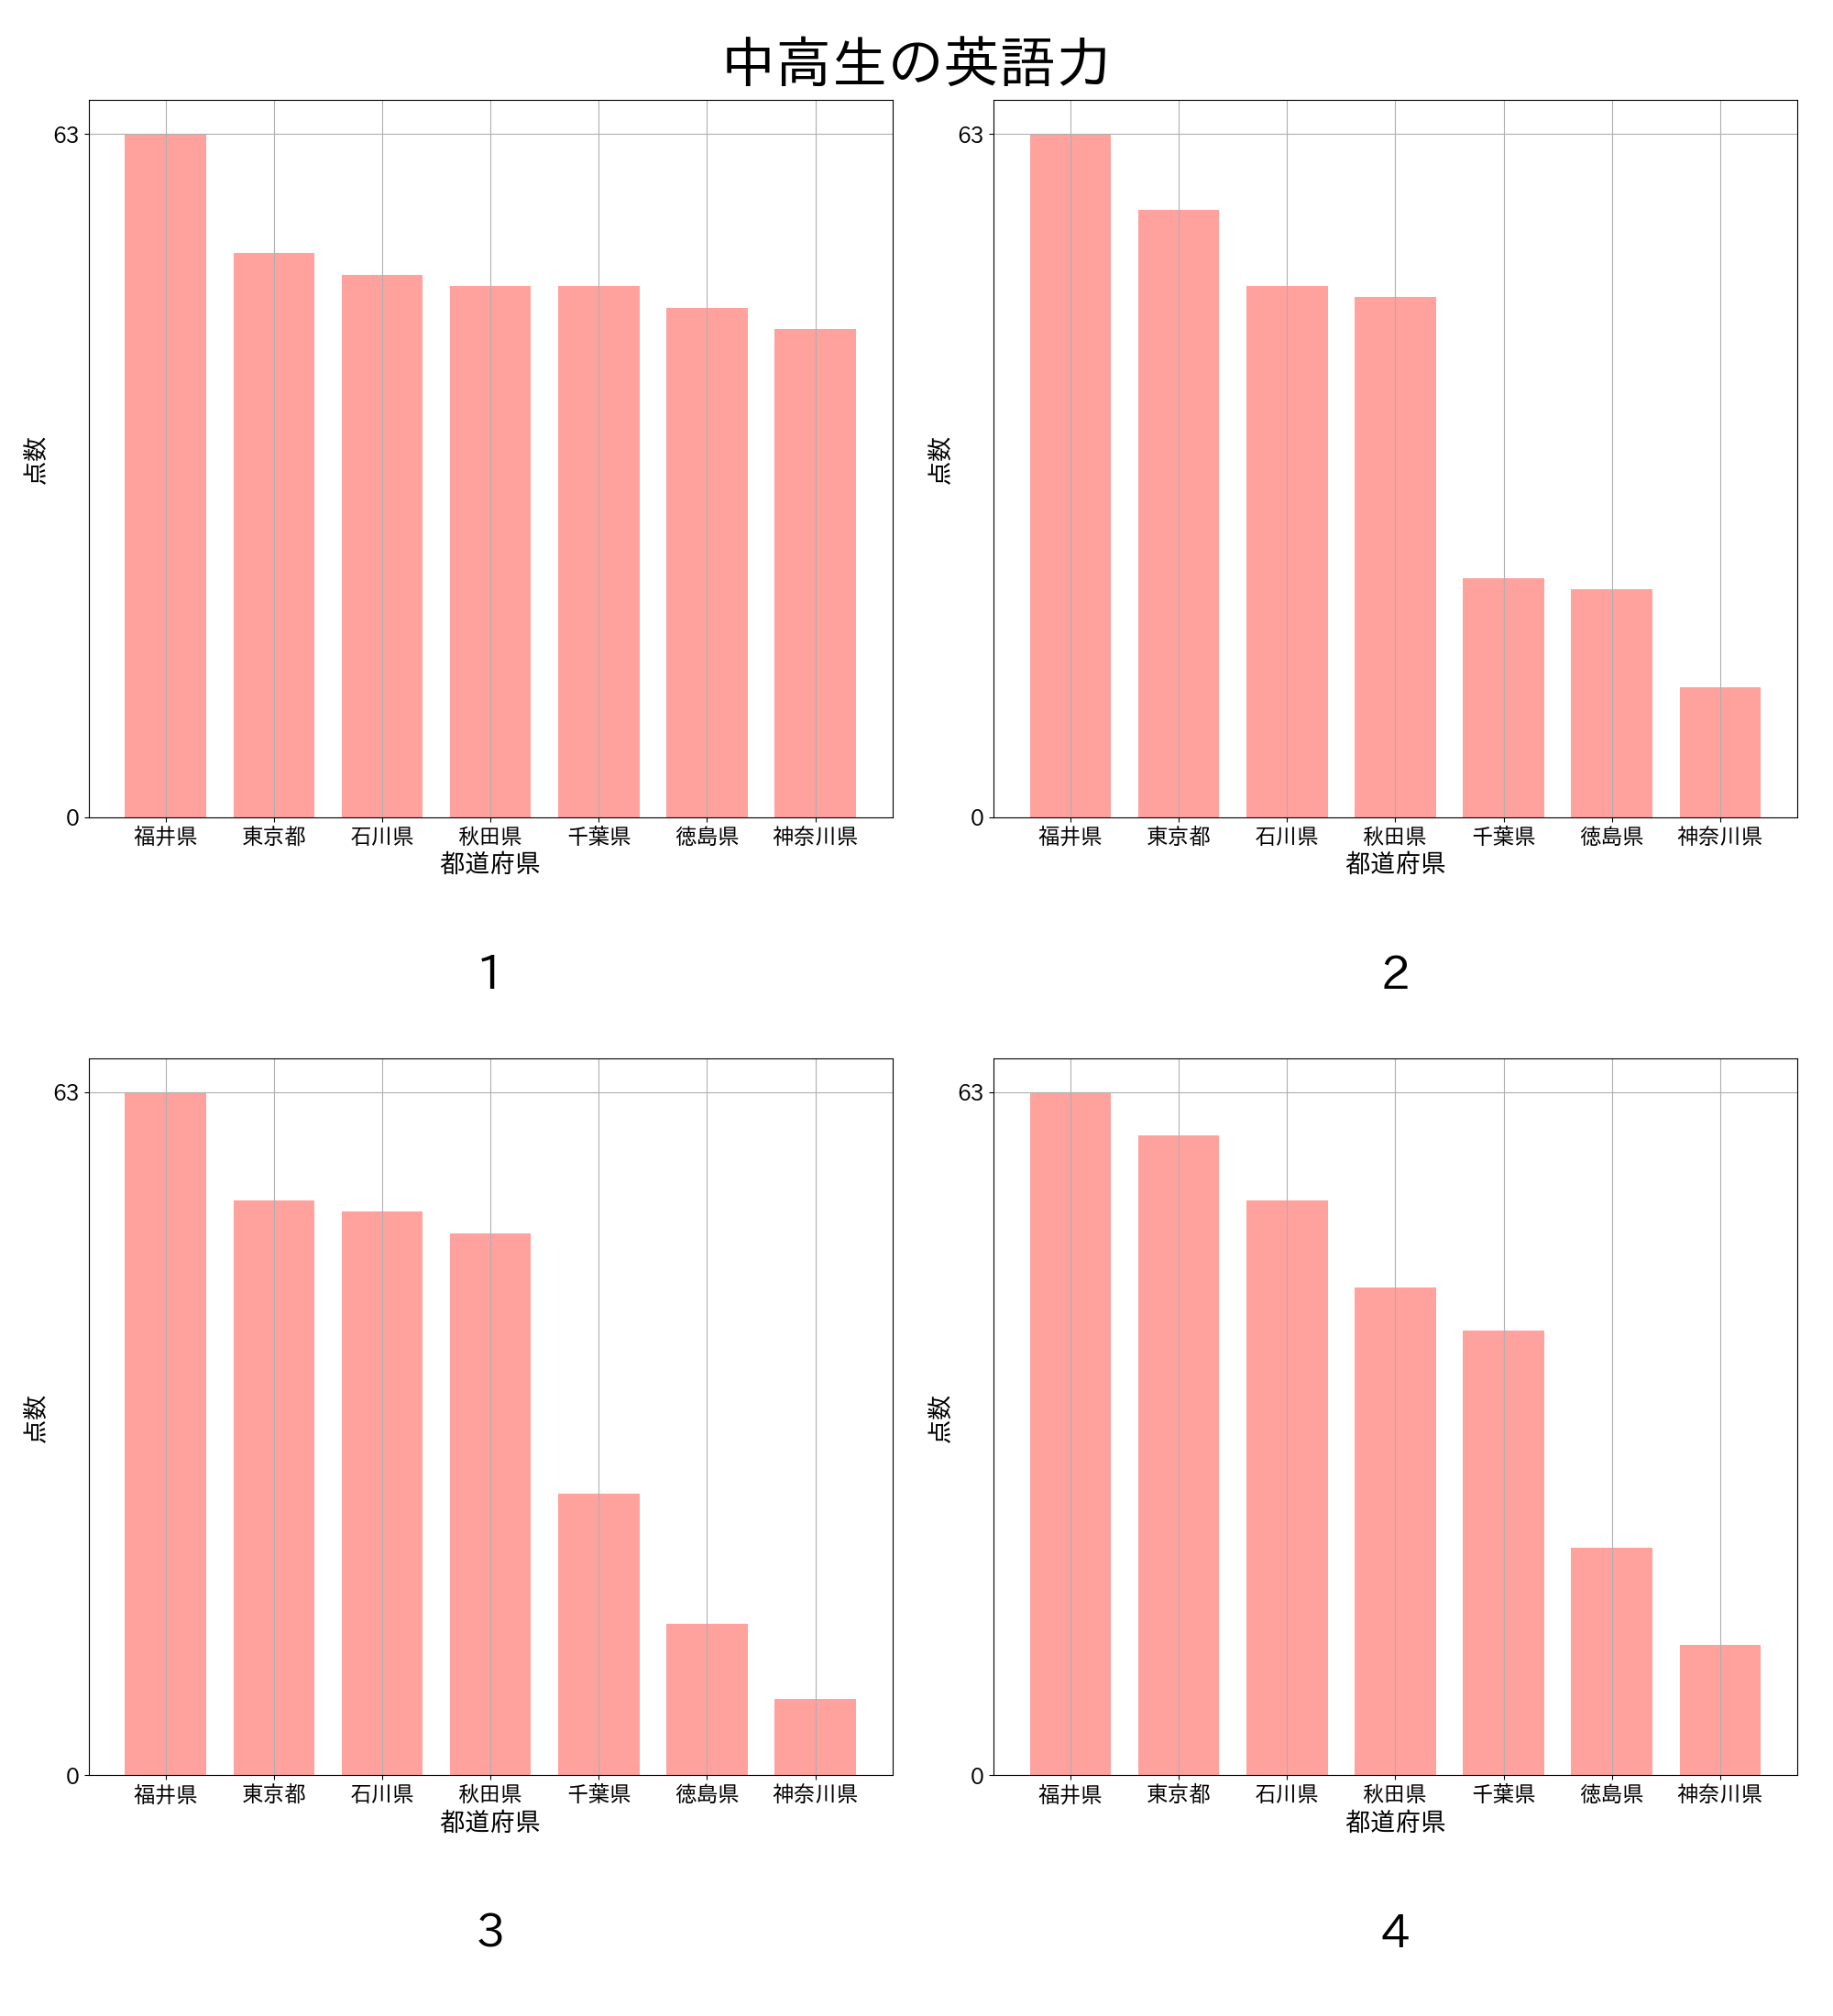 中高生の英語力
63
0
点数
福井県 東京都 石川県 秋田県 千葉県 徳島県 神奈川県
都道府県
1
63
0
点数
福井県 東京都 石川県 秋田県 千葉県 徳島県 神奈川県
都道府県
2
63
0
点数
福井県 東京都 石川県 秋田県 千葉県 徳島県 神奈川県
都道府県
3
63
0
点数
福井県 東京都 石川県 秋田県 千葉県 徳島県 神奈川県
都道府県
4